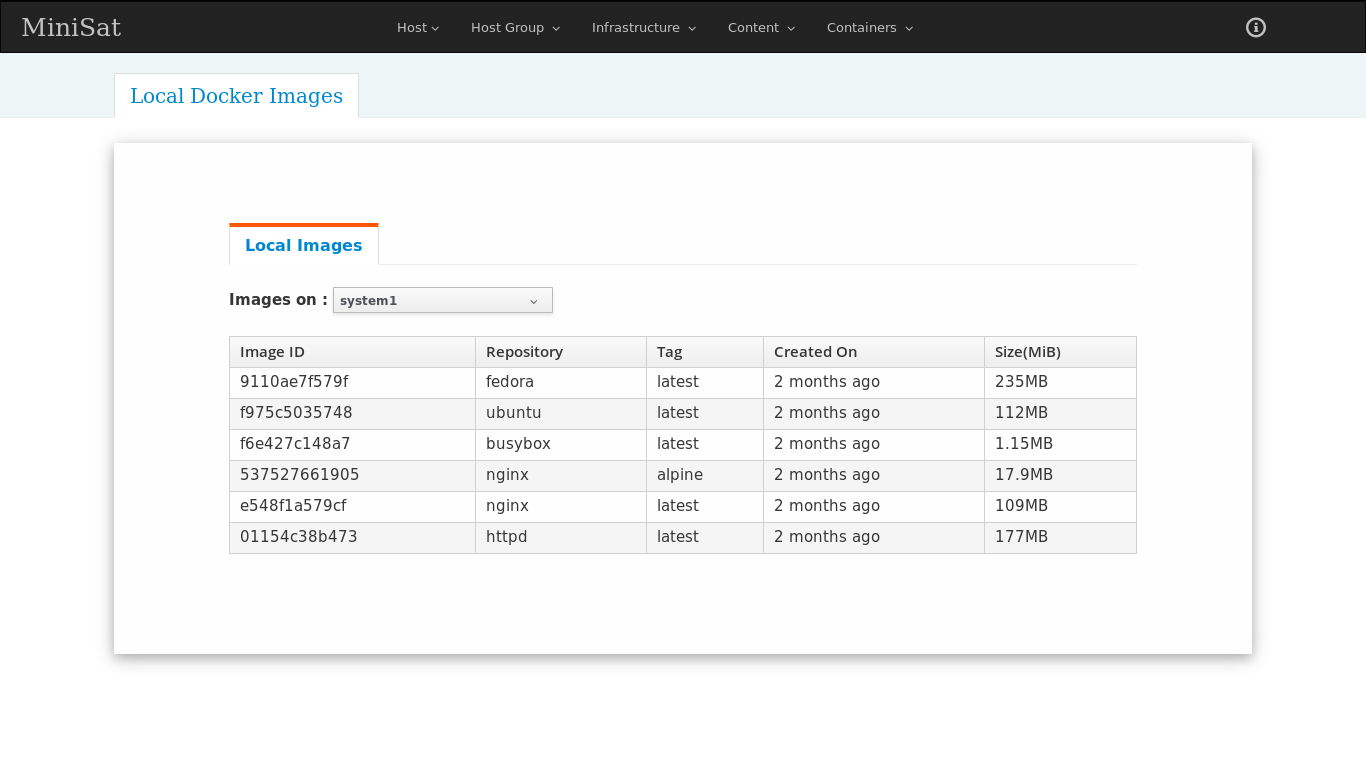 MiniSat Host Host Group Infrastructure Content Containers
Local Docker Images
Local Images
Images on : system1
Image ID Repository Tag Created On Size(MiB)
9110ae7f579f fedora latest 2 months ago 235MB
f975c5035748 ubuntu latest 2 months ago 112MB
f6e427c148a7 busybox latest 2 months ago 1.15MB
537527661905 nginx alpine 2 months ago 17.9MB
e548f1a579cf nginx latest 2 months ago 109MB
01154c38b473 httpd latest 2 months ago 177MB